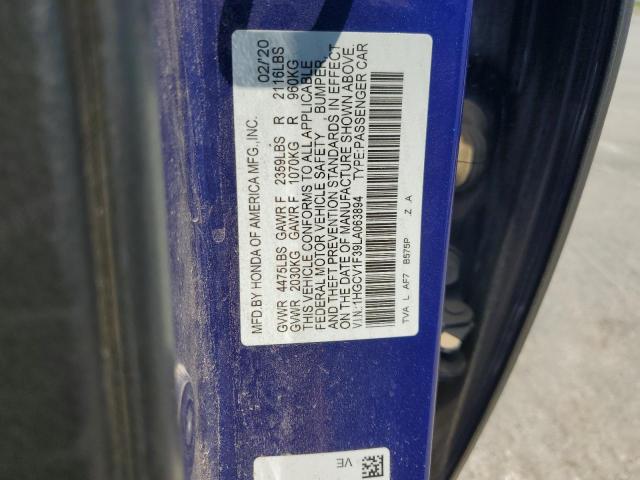 MFD.BY HONDA OF AMERICA MFG.,INC. 02/'20
GVWR 4475LBS GAWR F 2359LBS R 2116LBS
GVWR 2030KG GAWR F 1070KG R 960KG
THIS VEHICLE CONFORMS TO ALL APPLICABLE
FEDERAL MOTOR VEHICLE SAFETY, BUMPER,
AND THEFT PREVENTION STANDARDS IN EFFECT
ON THE DATE OF MANUFACTURE SHOWN ABOVE.
V.I.N.:1HGCV1F39LA063894 TYPE:PASSENGER CAR
TVA L AF7 B575P Z A
VE